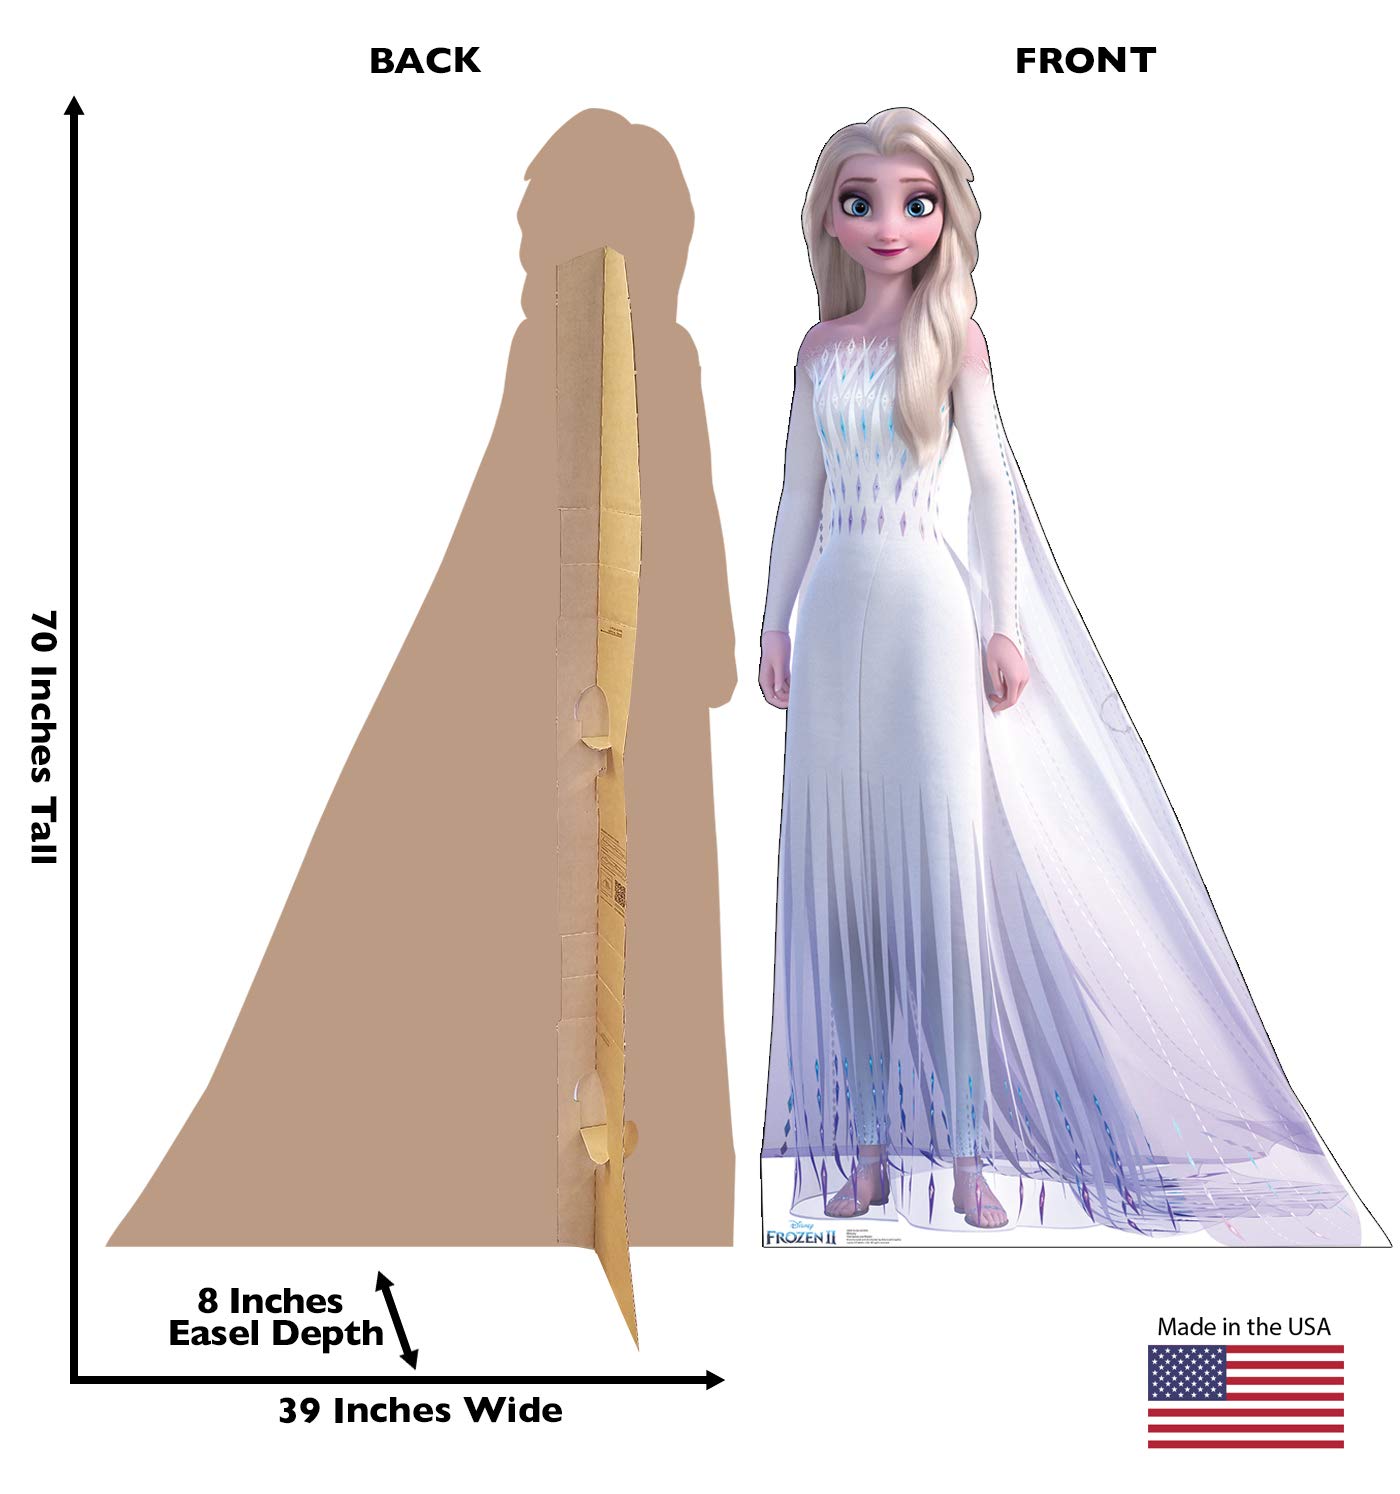 BACK
FRONT
70 Inches Tall
8 Inches
Easel Depth
39 Inches Wide
Disney
FROZEN II
Made in the USA